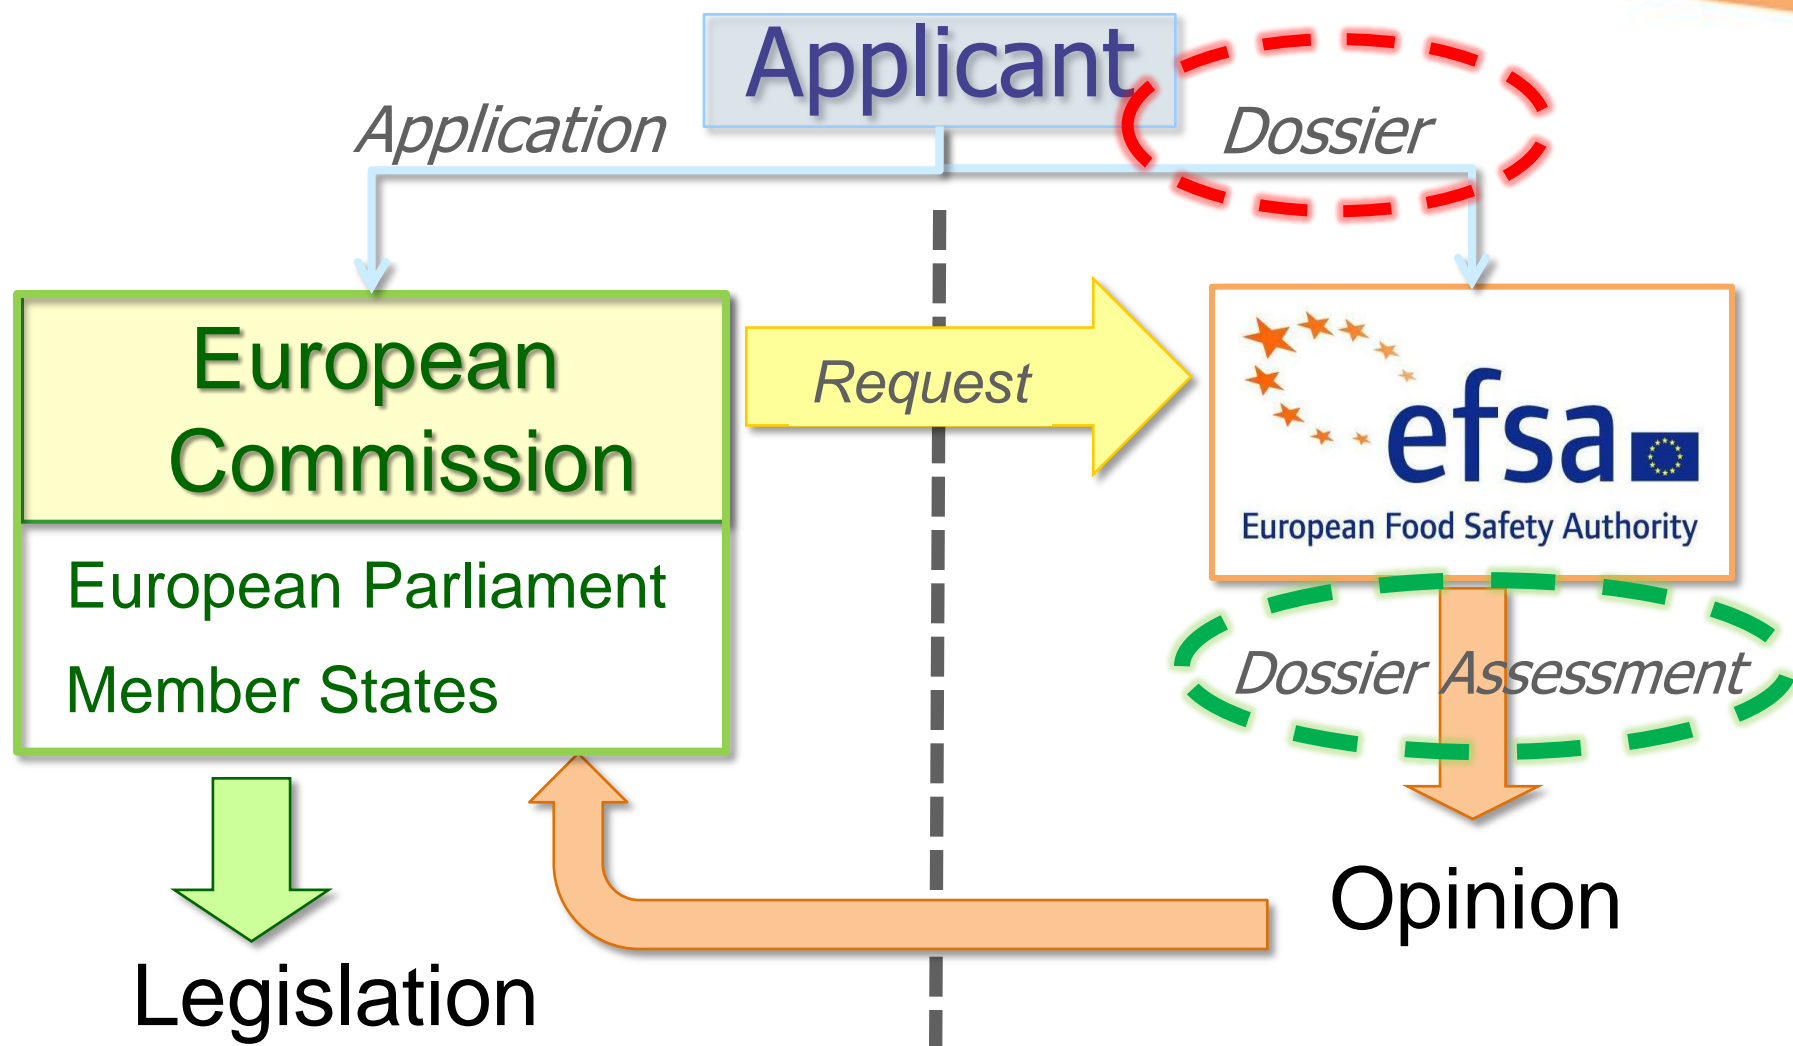 Applicant
Application
Dossier
European
Commission
Request
efsa
European Food Safety Authority
European Parliament
Member States
Dossier Assessment
Opinion
Legislation